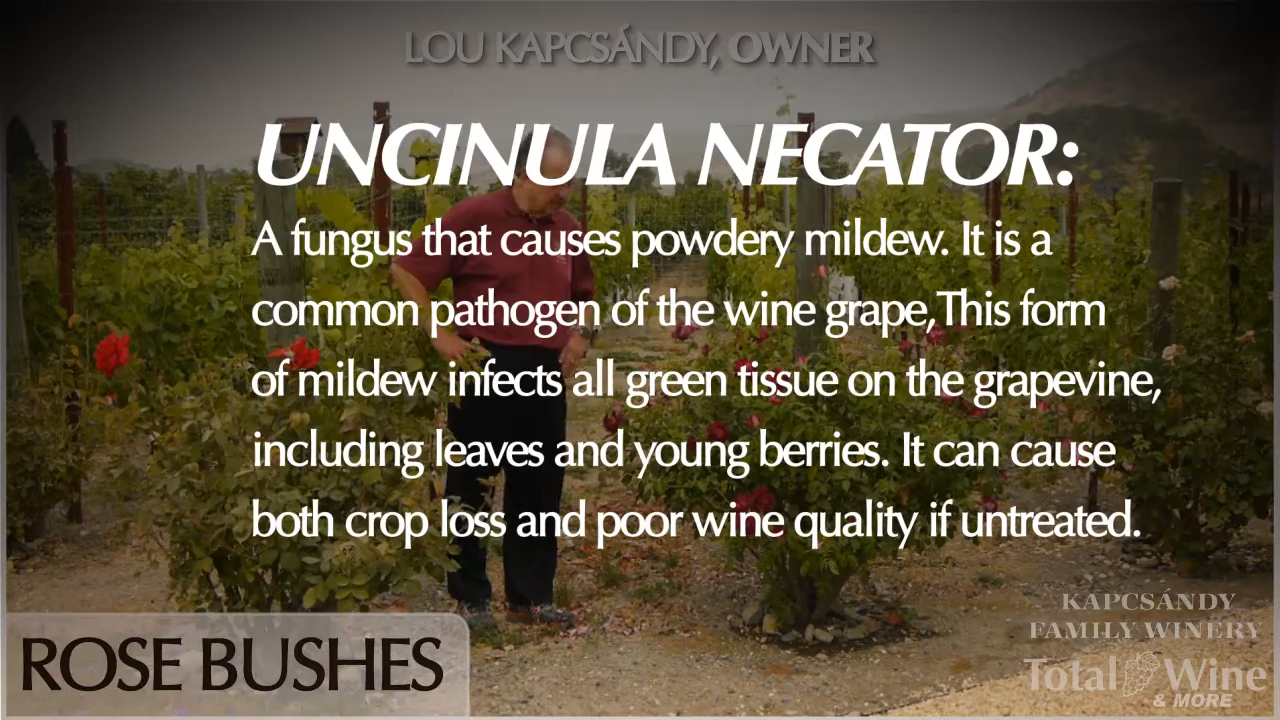 LOU KAPCSÁNDY, OWNER
UNCINULA NECATOR:
A fungus that causes powdery mildew. It is a
common pathogen of the wine grape,This form
of mildew infects all green tissue on the grapevine,
including leaves and young berries. It can cause
both crop loss and poor wine quality if untreated.
ROSE BUSHES
KAPCSÁNDY
FAMILY WINERY
Total Wine
& MORE